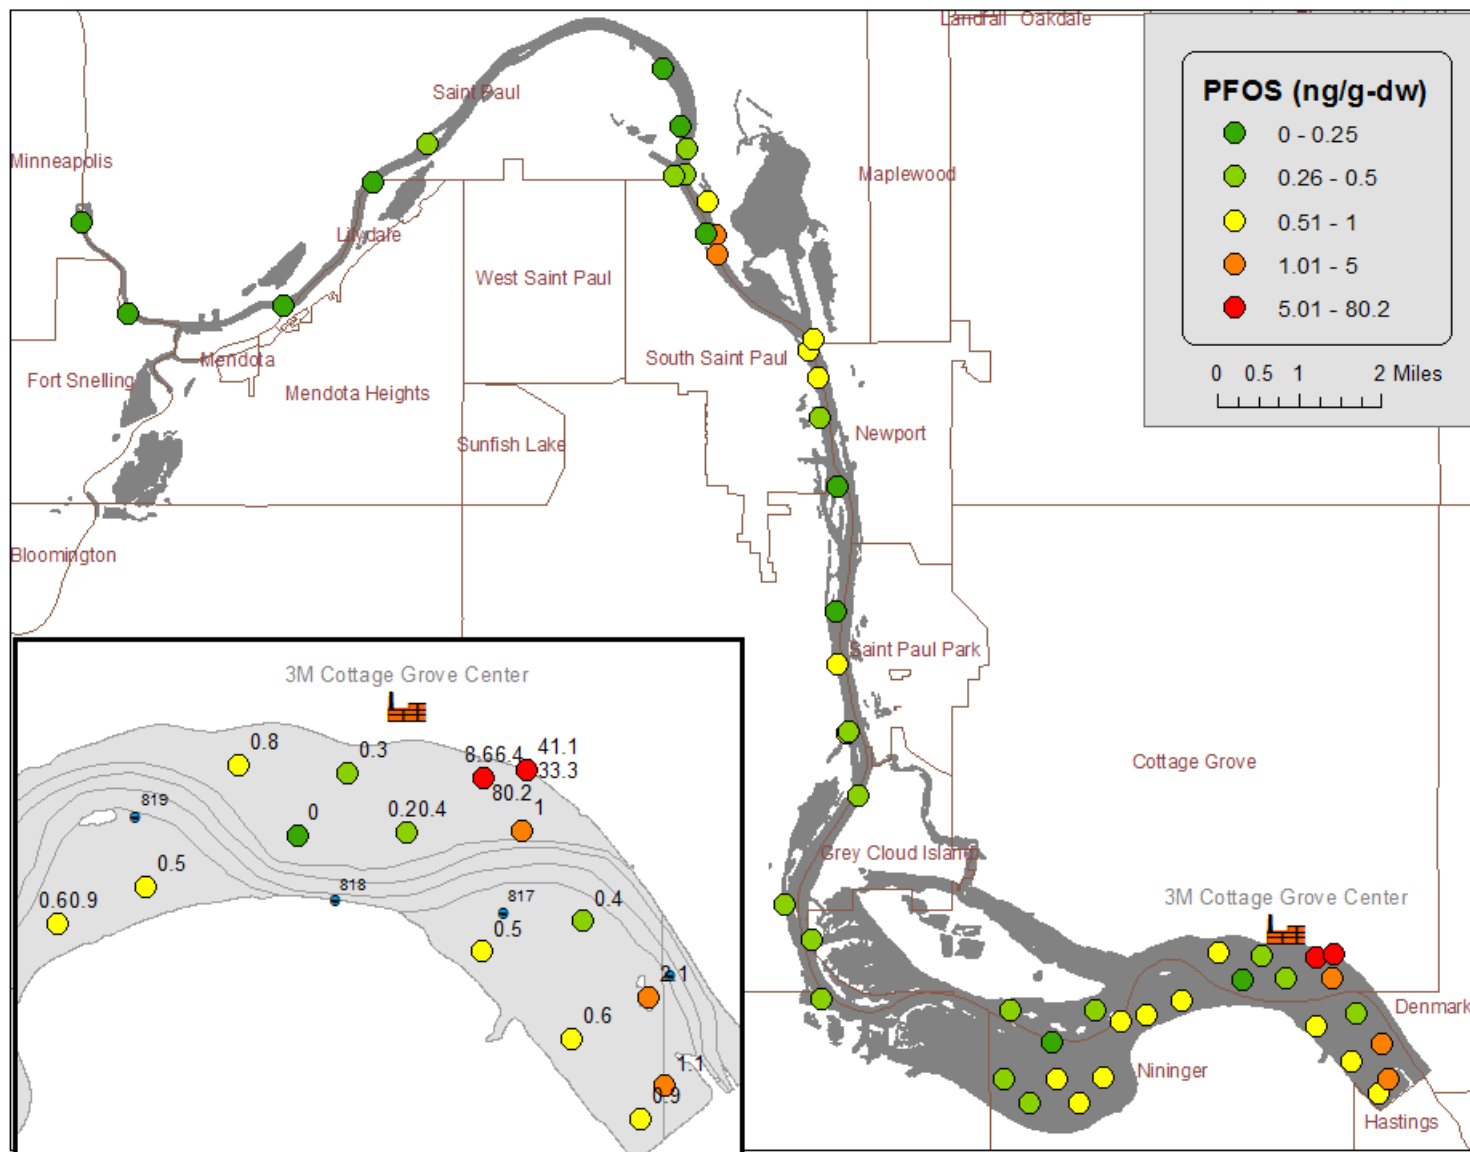 Landfall Oakdale
Saint Paul
Minneapolis
Maplewood
Lilydale
West Saint Paul
Mendota
South Saint Paul
Fort Snelling
Mendota Heights
Sunfish Lake
Newport
Bloomington
Saint Paul Park
Cottage Grove
Grey Cloud Island
3M Cottage Grove Center
Denmark
Nininger
Hastings
PFOS (ng/g-dw)
0 - 0.25
0.26 - 0.5
0.51 - 1
1.01 - 5
5.01 - 80.2
0 0.5 1 2 Miles
3M Cottage Grove Center
0.8
0.3
8.6 6.4
41.1
33.3
80.2
819
0
0.2 0.4
1
0.5
818
817
0.4
0.6 0.9
0.5
2.1
0.6
1.1
0.9